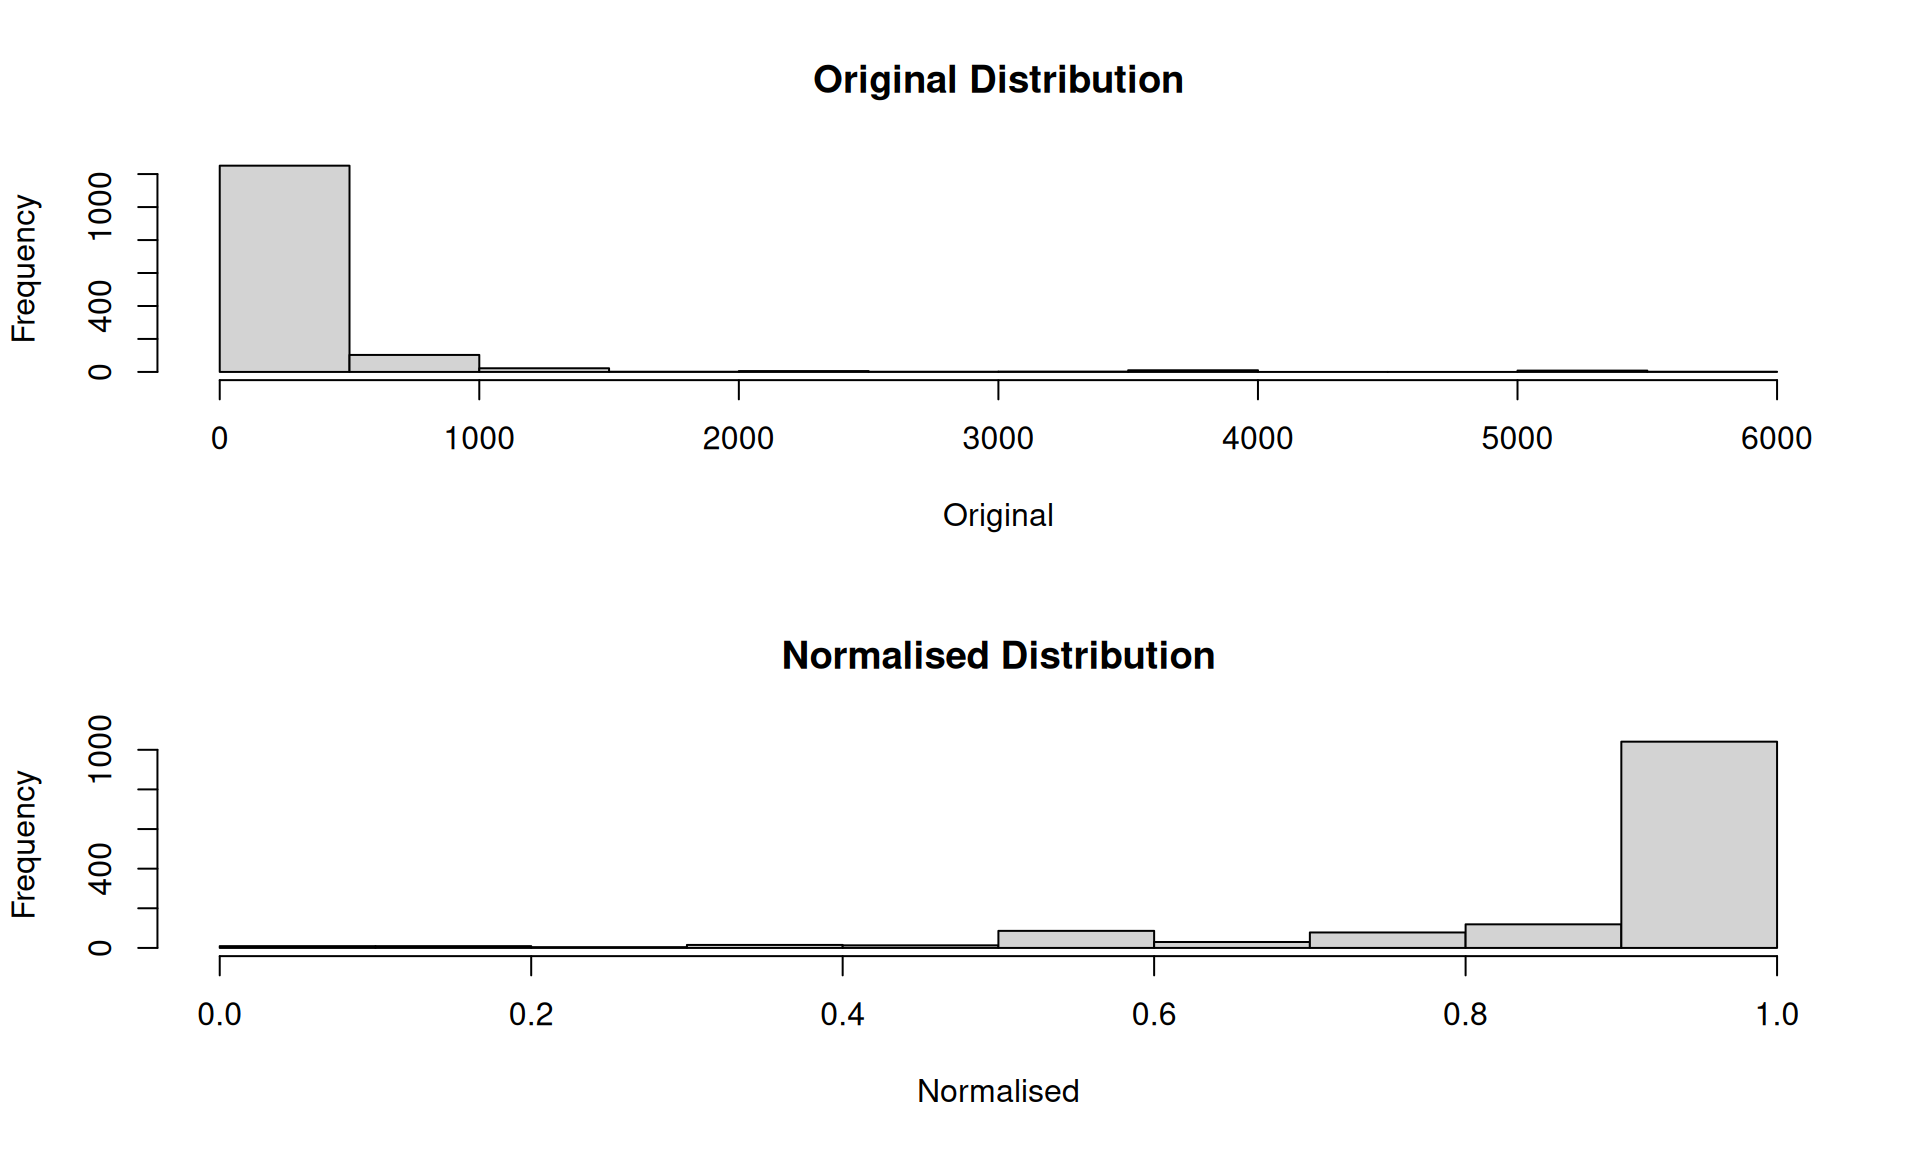 Original Distribution
Frequency
0 400 1000
0 1000 2000 3000 4000 5000 6000
Original
Normalised Distribution
Frequency
0 400 1000
0.0 0.2 0.4 0.6 0.8 1.0
Normalised